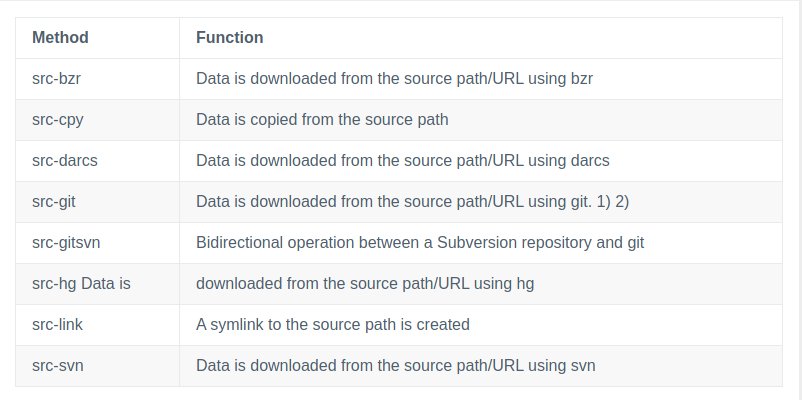 Method Function
src-bzr Data is downloaded from the source path/URL using bzr
src-cpy Data is copied from the source path
src-darcs Data is downloaded from the source path/URL using darcs
src-git Data is downloaded from the source path/URL using git. 1) 2)
src-gitsvn Bidirectional operation between a Subversion repository and git
src-hg Data is downloaded from the source path/URL using hg
src-link A symlink to the source path is created
src-svn Data is downloaded from the source path/URL using svn